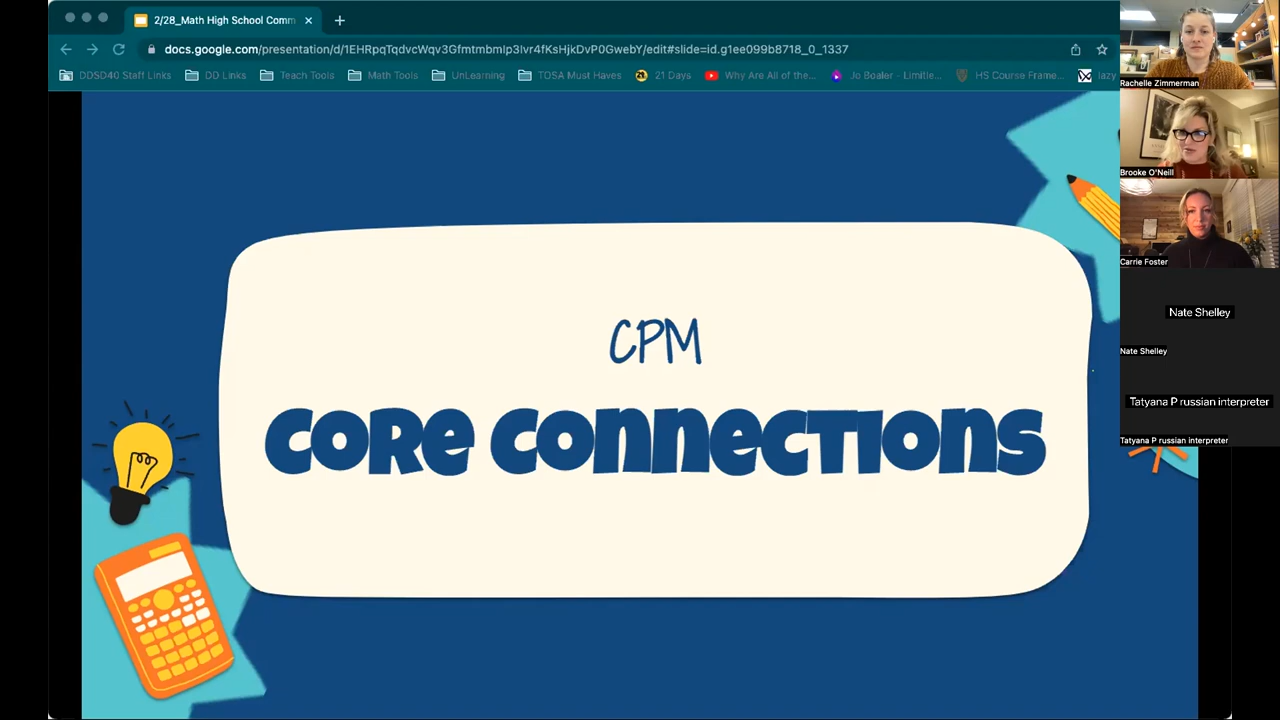 2/28_Math High School Comm
docs.google.com/presentation/d/1EHRpqTqdvcWqv3Gfmtmbmlp3Ivr4fKsHjkDvP0GwebY/edit#slide=id.g1ee099b8718_0_1337
DDSD40 Staff Links
DD Links
Teach Tools
Math Tools
UnLearning
TOSA Must Haves
21 Days
Why Are All of the...
Jo Boaler - Limitle...
HS Course Frame...
lazy
CPM
CORE CONNECTIONS
Rachelle Zimmerman
Brooke O'Neill
Carrie Foster
Nate Shelley
Nate Shelley
Tatyana P russian interpreter
Tatyana P russian interpreter